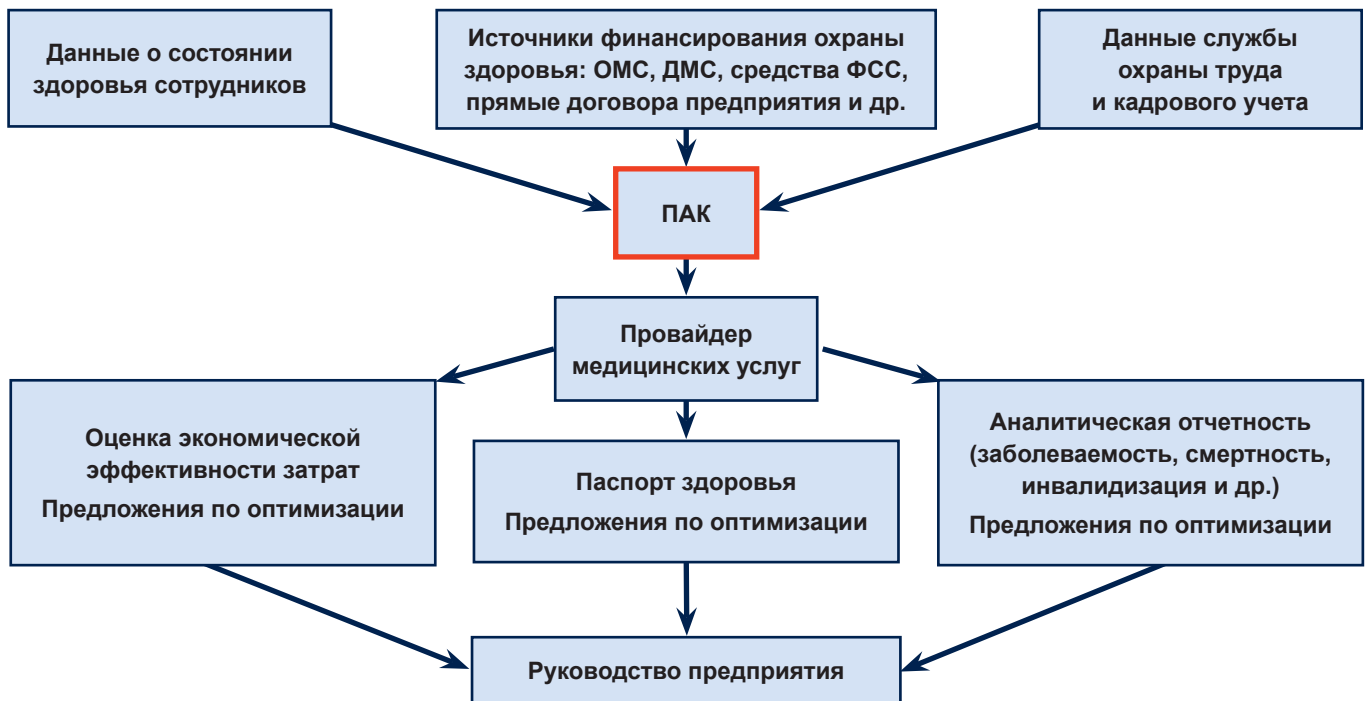 Данные о состоянии
здоровья сотрудников
Источники финансирования охраны
здоровья: ОМС, ДМС, средства ФСС,
прямые договора предприятия и др.
Данные службы
охраны труда
и кадрового учета
ПАК
Провайдер
медицинских услуг
Оценка экономической
эффективности затрат
Предложения по оптимизации
Паспорт здоровья
Предложения по оптимизации
Аналитическая отчетность
(заболеваемость, смертность,
инвалидизация и др.)
Предложения по оптимизации
Руководство предприятия